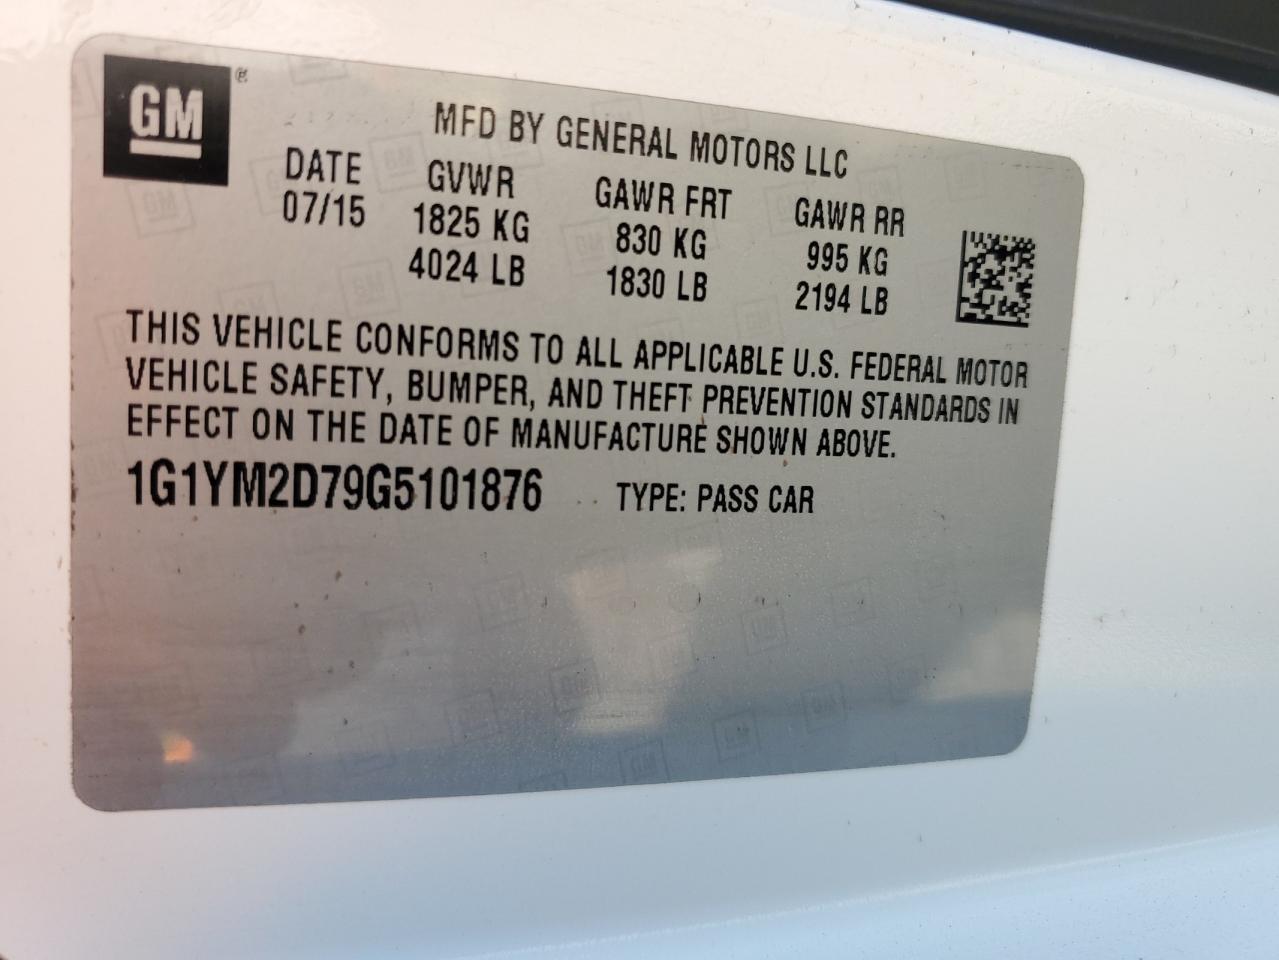 GM ®
MFD BY GENERAL MOTORS LLC
DATE GVWR GAWR FRT GAWR RR
07/15 1825 KG 830 KG 995 KG
4024 LB 1830 LB 2194 LB
THIS VEHICLE CONFORMS TO ALL APPLICABLE U.S. FEDERAL MOTOR
VEHICLE SAFETY, BUMPER, AND THEFT PREVENTION STANDARDS IN
EFFECT ON THE DATE OF MANUFACTURE SHOWN ABOVE.
1G1YM2D79G5101876 TYPE: PASS CAR